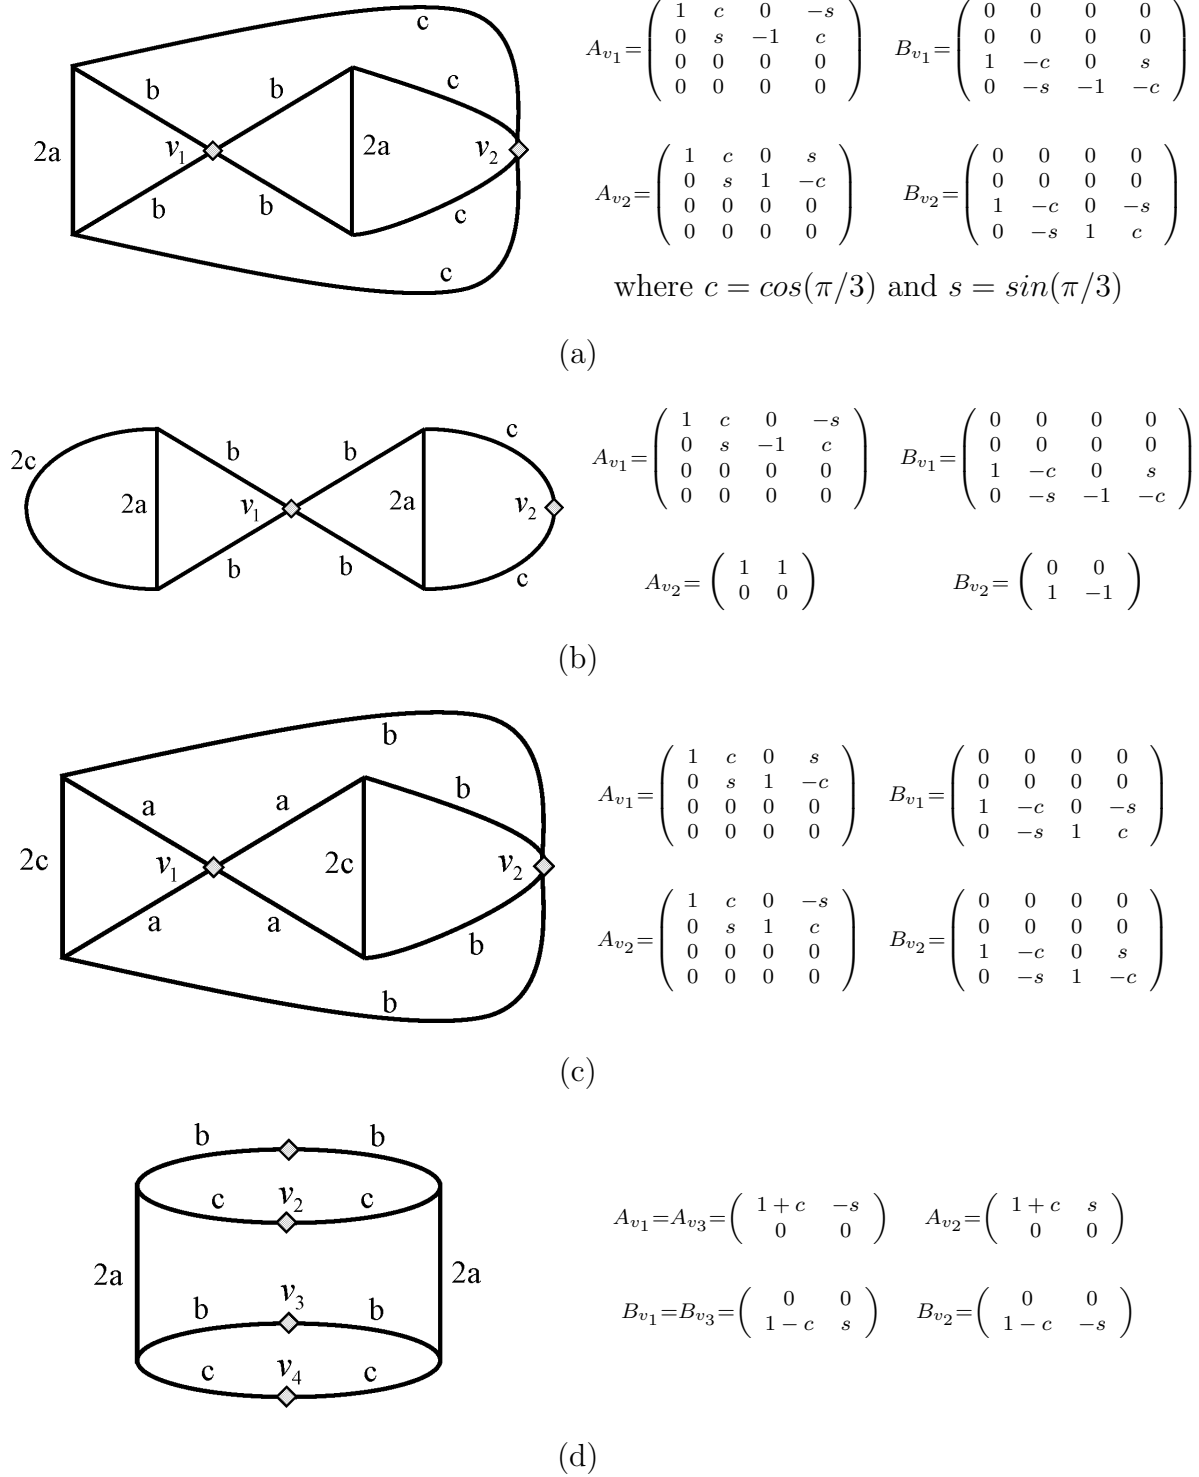 c
b b c
2a v₁ 2a v₂
b b c
c
A_{v₁}= ( 1 c 0 −s
0 s −1 c
0 0 0 0
0 0 0 0 )
B_{v₁}= ( 0 0 0 0
0 0 0 0
1 −c 0 s
0 −s −1 −c )
A_{v₂}= ( 1 c 0 s
0 s 1 −c
0 0 0 0
0 0 0 0 )
B_{v₂}= ( 0 0 0 0
0 0 0 0
1 −c 0 −s
0 −s 1 c )
where c = cos(π/3) and s = sin(π/3)
(a)
2c b b c
2a v₁ 2a v₂
b b c
A_{v₁}= ( 1 c 0 −s
0 s −1 c
0 0 0 0
0 0 0 0 )
B_{v₁}= ( 0 0 0 0
0 0 0 0
1 −c 0 s
0 −s −1 −c )
A_{v₂}= ( 1 1
0 0 )
B_{v₂}= ( 0 0
1 −1 )
(b)
b
a a b
2c v₁ 2c v₂
a a b
b
A_{v₁}= ( 1 c 0 s
0 s 1 −c
0 0 0 0
0 0 0 0 )
B_{v₁}= ( 0 0 0 0
0 0 0 0
1 −c 0 −s
0 −s 1 c )
A_{v₂}= ( 1 c 0 −s
0 s 1 c
0 0 0 0
0 0 0 0 )
B_{v₂}= ( 0 0 0 0
0 0 0 0
1 −c 0 s
0 −s 1 −c )
(c)
b b
c v₂ c
2a 2a
b v₃ b
c v₄ c
A_{v₁}=A_{v₃}= ( 1 + c −s
0 0 )
A_{v₂}= ( 1 + c s
0 0 )
B_{v₁}=B_{v₃}= ( 0 0
1 − c s )
B_{v₂}= ( 0 0
1 − c −s )
(d)